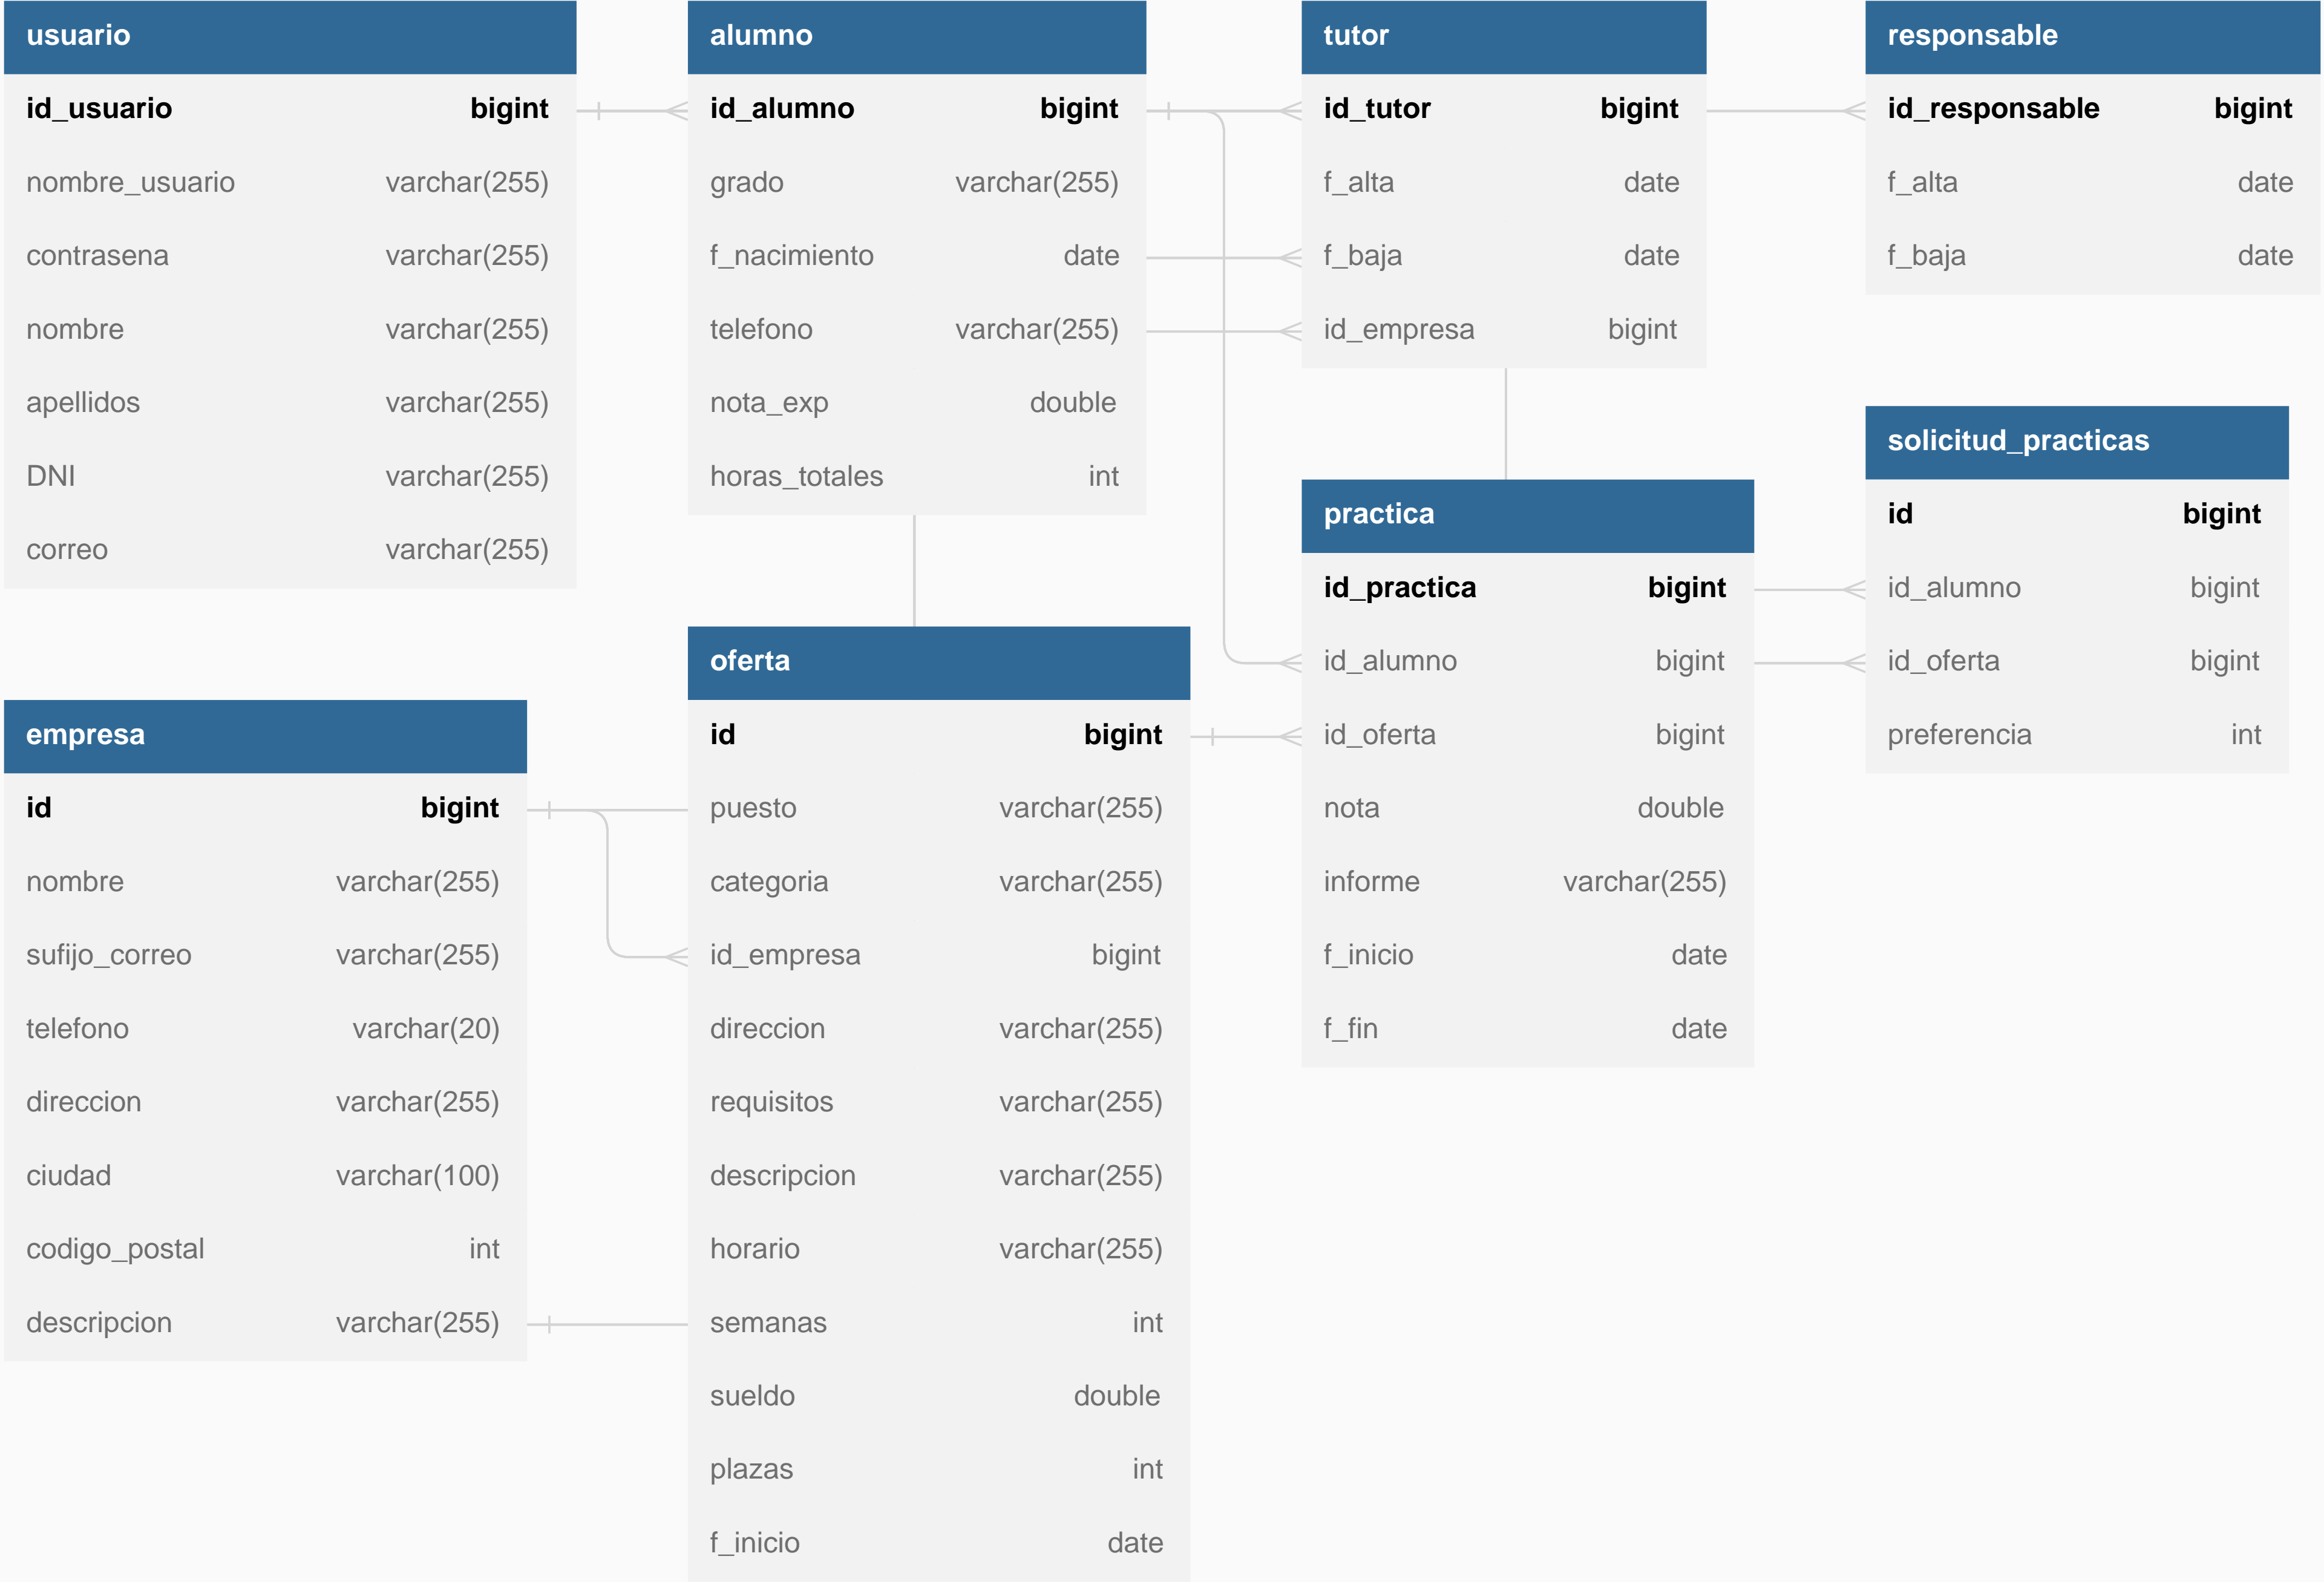 usuario
id_usuario bigint
nombre_usuario varchar(255)
contrasena varchar(255)
nombre varchar(255)
apellidos varchar(255)
DNI varchar(255)
correo varchar(255)
alumno
id_alumno bigint
grado varchar(255)
f_nacimiento date
telefono varchar(255)
nota_exp double
horas_totales int
tutor
id_tutor bigint
f_alta date
f_baja date
id_empresa bigint
responsable
id_responsable bigint
f_alta date
f_baja date
solicitud_practicas
id bigint
id_alumno bigint
id_oferta bigint
preferencia int
practica
id_practica bigint
id_alumno bigint
id_oferta bigint
nota double
informe varchar(255)
f_inicio date
f_fin date
oferta
id bigint
puesto varchar(255)
categoria varchar(255)
id_empresa bigint
direccion varchar(255)
requisitos varchar(255)
descripcion varchar(255)
horario varchar(255)
semanas int
sueldo double
plazas int
f_inicio date
empresa
id bigint
nombre varchar(255)
sufijo_correo varchar(255)
telefono varchar(20)
direccion varchar(255)
ciudad varchar(100)
codigo_postal int
descripcion varchar(255)